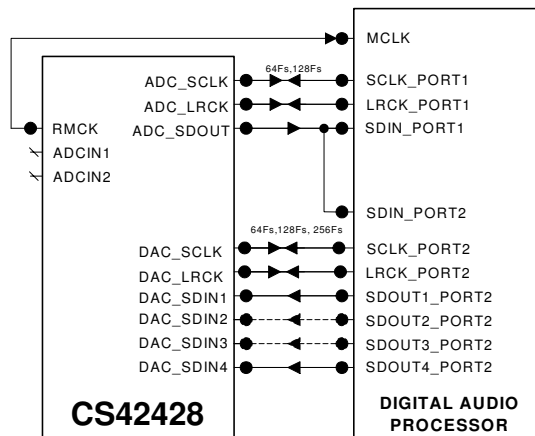 MCLK
64Fs,128Fs
ADC_SCLK
SCLK_PORT1
ADC_LRCK
LRCK_PORT1
RMCK
ADC_SDOUT
SDIN_PORT1
ADCIN1
ADCIN2
SDIN_PORT2
64Fs,128Fs, 256Fs
DAC_SCLK
SCLK_PORT2
DAC_LRCK
LRCK_PORT2
DAC_SDIN1
SDOUT1_PORT2
DAC_SDIN2
SDOUT2_PORT2
DAC_SDIN3
SDOUT3_PORT2
DAC_SDIN4
SDOUT4_PORT2
CS42428
DIGITAL AUDIO
PROCESSOR